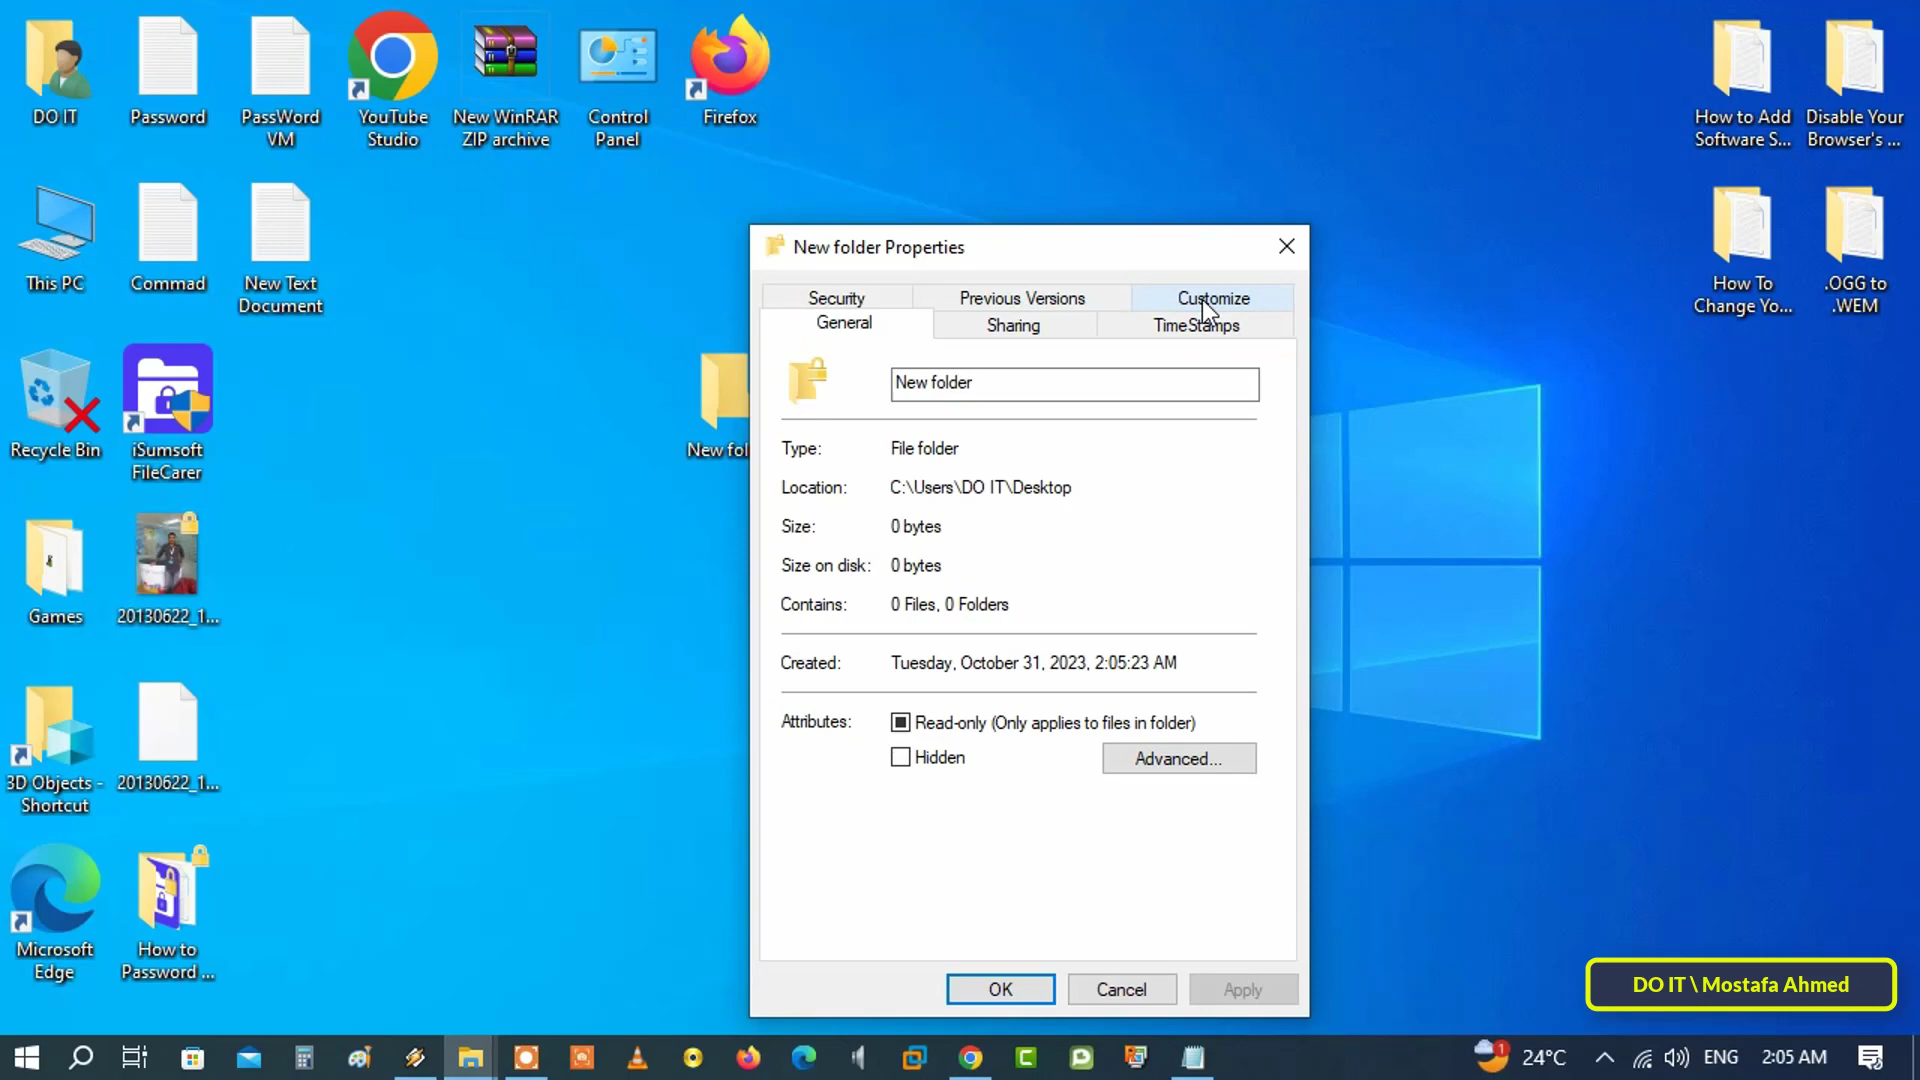 DO IT
Password
PassWord
VM
YouTube
Studio
New WinRAR
ZIP archive
Control
Panel
Firefox
How to Add
Software S...
Disable Your
Browser's ...
This PC
Commad
New Text
Document
How To
Change Yo...
.OGG to
.WEM
Recycle Bin
iSumsoft
FileCarer
New fol
Games
20130622_1...
3D Objects -
Shortcut
20130622_1...
Microsoft
Edge
How to
Password ...
New folder Properties
Security
Previous Versions
Customize
General
Sharing
TimeStamps
New folder
Type: File folder
Location: C:\Users\DO IT\Desktop
Size: 0 bytes
Size on disk: 0 bytes
Contains: 0 Files, 0 Folders
Created: Tuesday, October 31, 2023, 2:05:23 AM
Attributes: Read-only (Only applies to files in folder)
Hidden
Advanced...
OK
Cancel
Apply
DO IT \ Mostafa Ahmed
1
24°C
ENG
2:05 AM